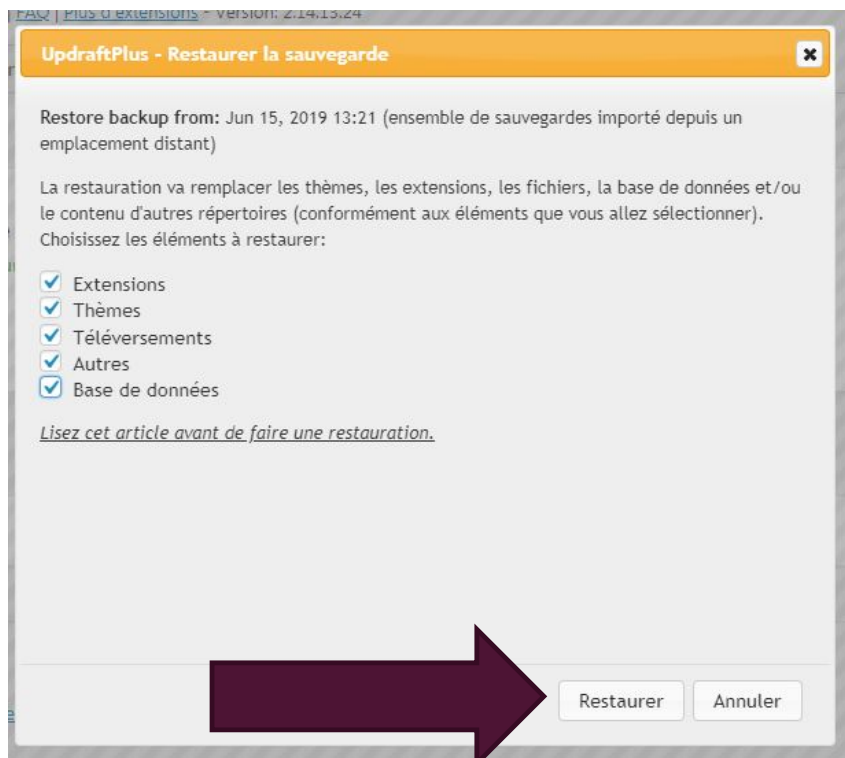 FAQ | Plus d'extensions - Version: 2.14.13.24
UpdraftPlus - Restaurer la sauvegarde
Restore backup from: Jun 15, 2019 13:21 (ensemble de sauvegardes importé depuis un
emplacement distant)
La restauration va remplacer les thèmes, les extensions, les fichiers, la base de données et/ou
le contenu d'autres répertoires (conformément aux éléments que vous allez sélectionner).
Choisissez les éléments à restaurer:
Extensions
Thèmes
Téléversements
Autres
Base de données
Lisez cet article avant de faire une restauration.
Restaurer Annuler